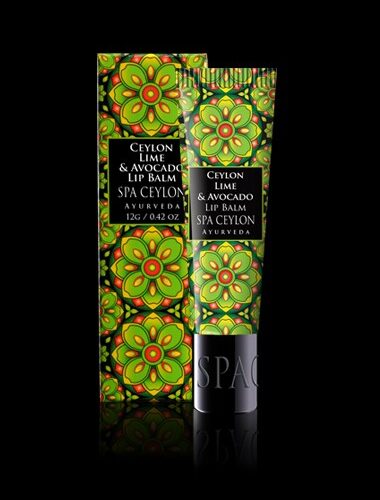 CEYLON
LIME
& AVOCADO
LIP BALM
SPA CEYLON
AYURVEDA
12G / 0.42 OZ
CEYLON
LIME
& AVOCADO
LIP BALM
SPA CEYLON
AYURVEDA
SPAC